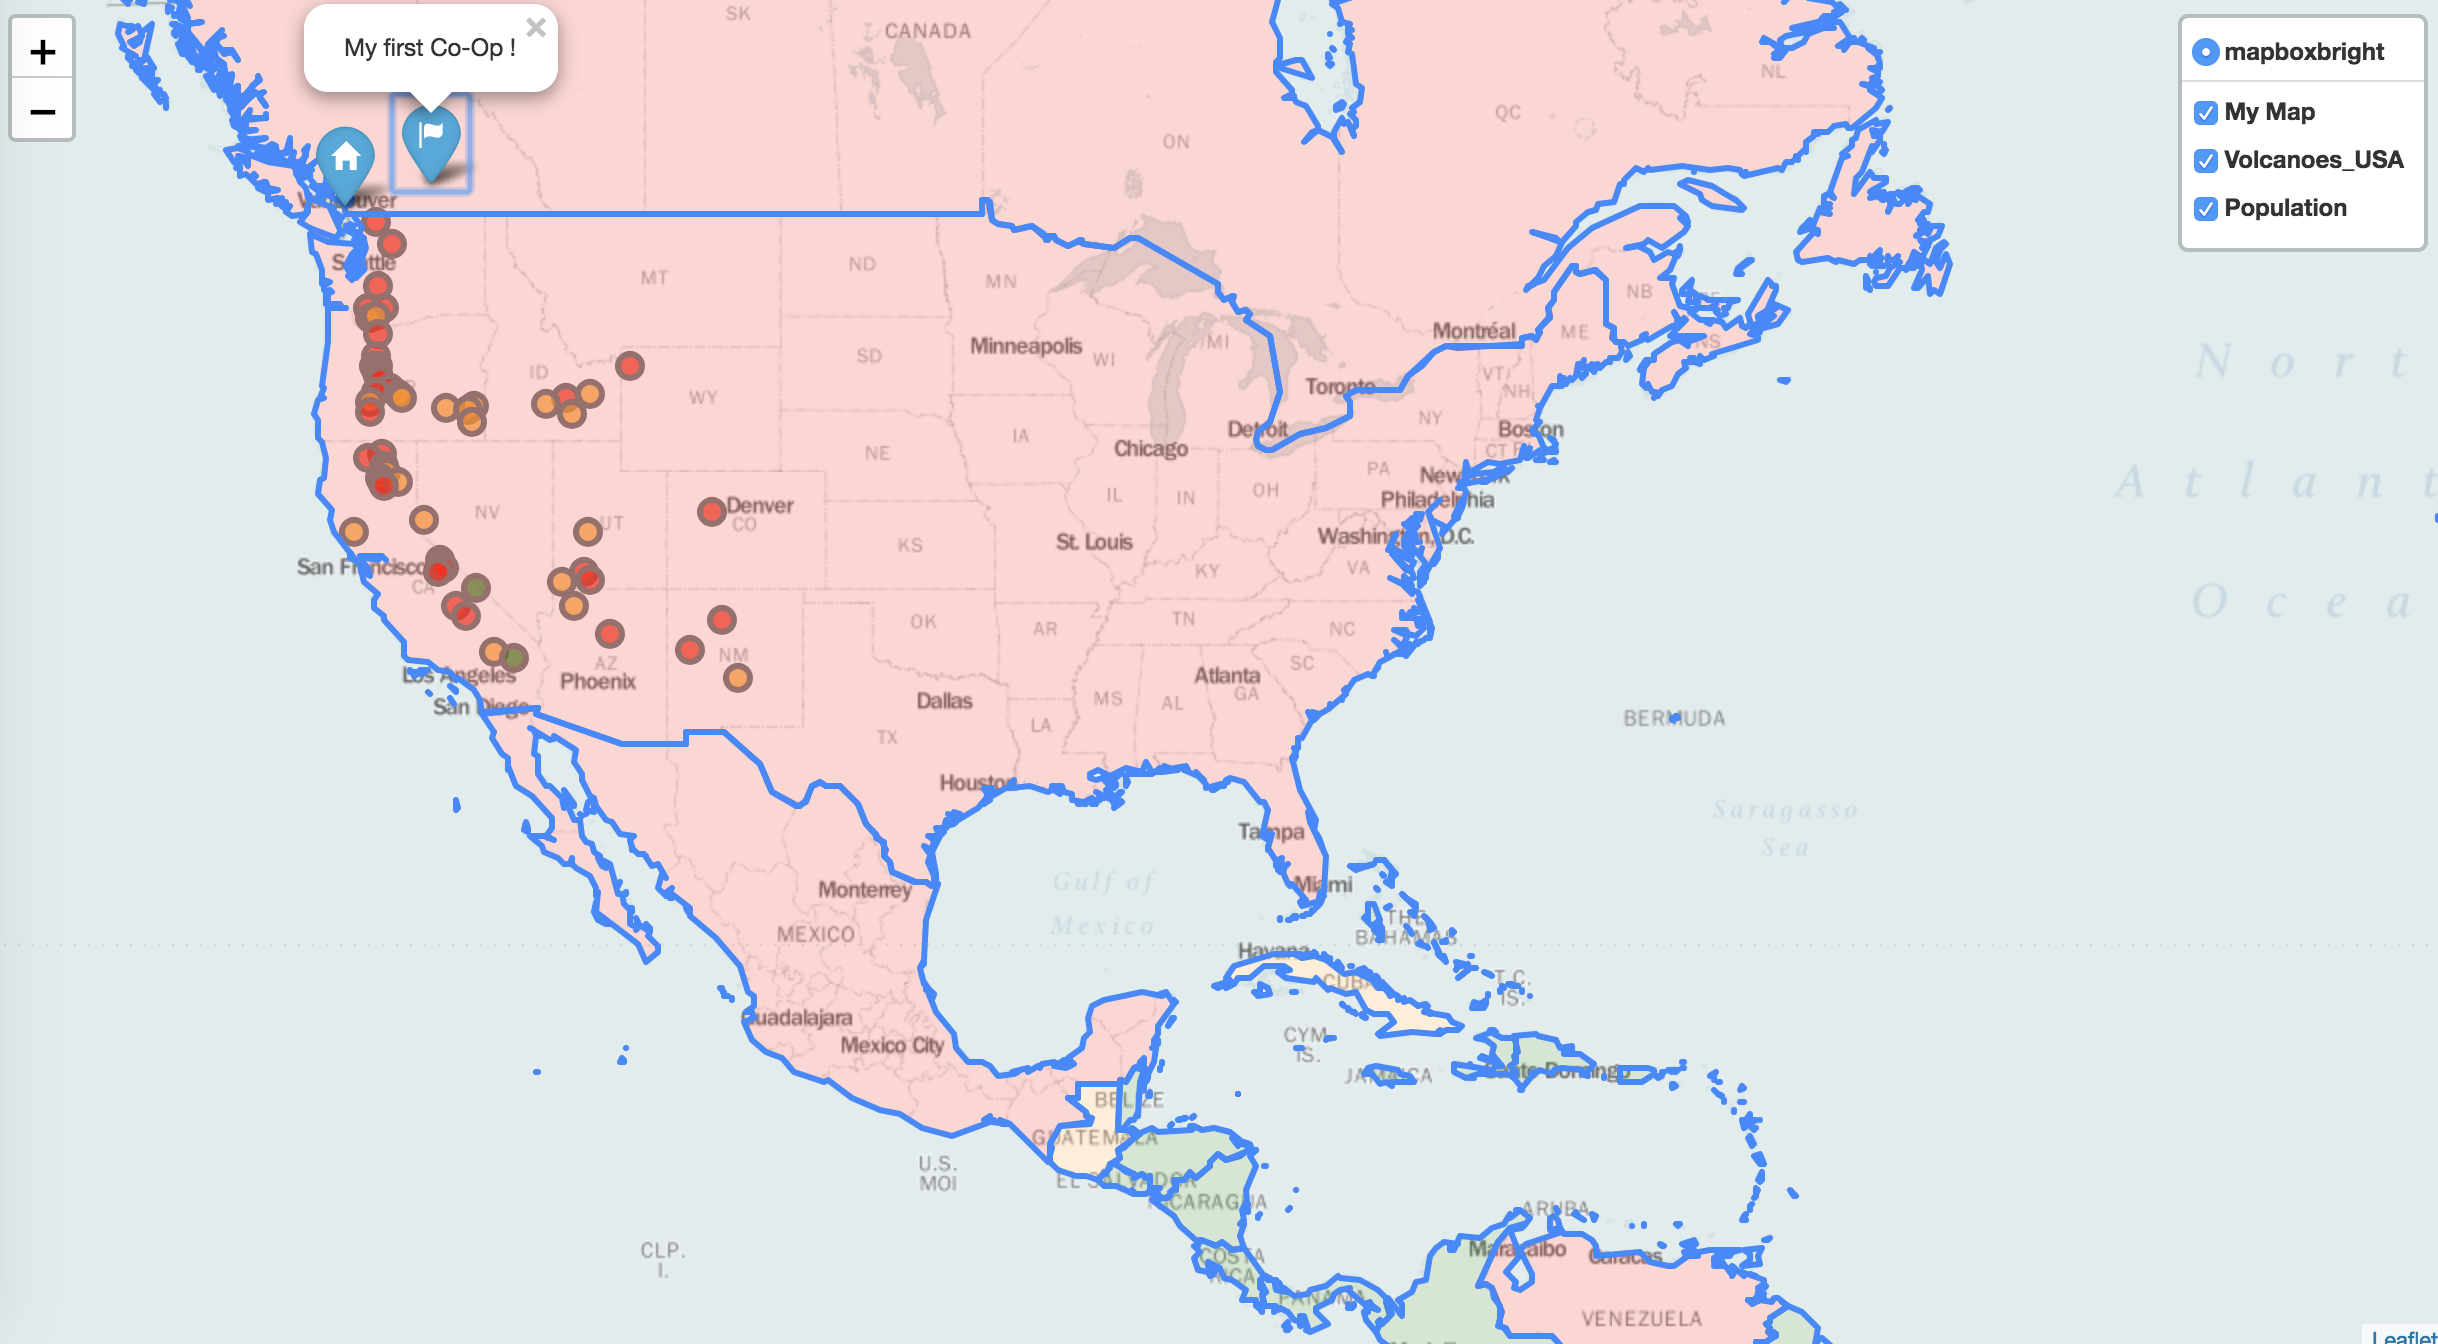 +
−
My first Co-Op !
×
mapboxbright
My Map
Volcanoes_USA
Population
SK
CANADA
NL
QC
ON
Vancouver
Seattle
MT
ND
MN
NB
ME
NS
Montréal
Minneapolis
WI
MI
SD
ID
WY
Toronto
VT
NH
NY
Nort
Detroit
Boston
Chicago
IA
NE
CT
PA
New York
Atlant
Philadelphia
IL
IN
OH
Denver
CO
NV
UT
KS
St. Louis
Washington, D.C.
San Francisco
CA
KY
VA
Ocea
OK
AR
TN
NC
NM
AZ
SC
Los Angeles
Phoenix
Atlanta
GA
San Diego
Dallas
MS
AL
LA
BERMUDA
TX
Houston
Saragasso
Sea
Tampa
Gulf of
Mexico
Miami
Monterrey
THE
BAHAMAS
MEXICO
Havana
CUBA
T.C.
IS.
Guadalajara
Mexico City
CYM.
IS.
JAMAICA
Santo Domingo
BELIZE
GUATEMALA
U.S.
MOI
EL SALVADOR
NICARAGUA
ARUBA
CLP.
I.
COSTA
RICA
Maracaibo
Caracas
PANAMA
VENEZUELA
Leaflet